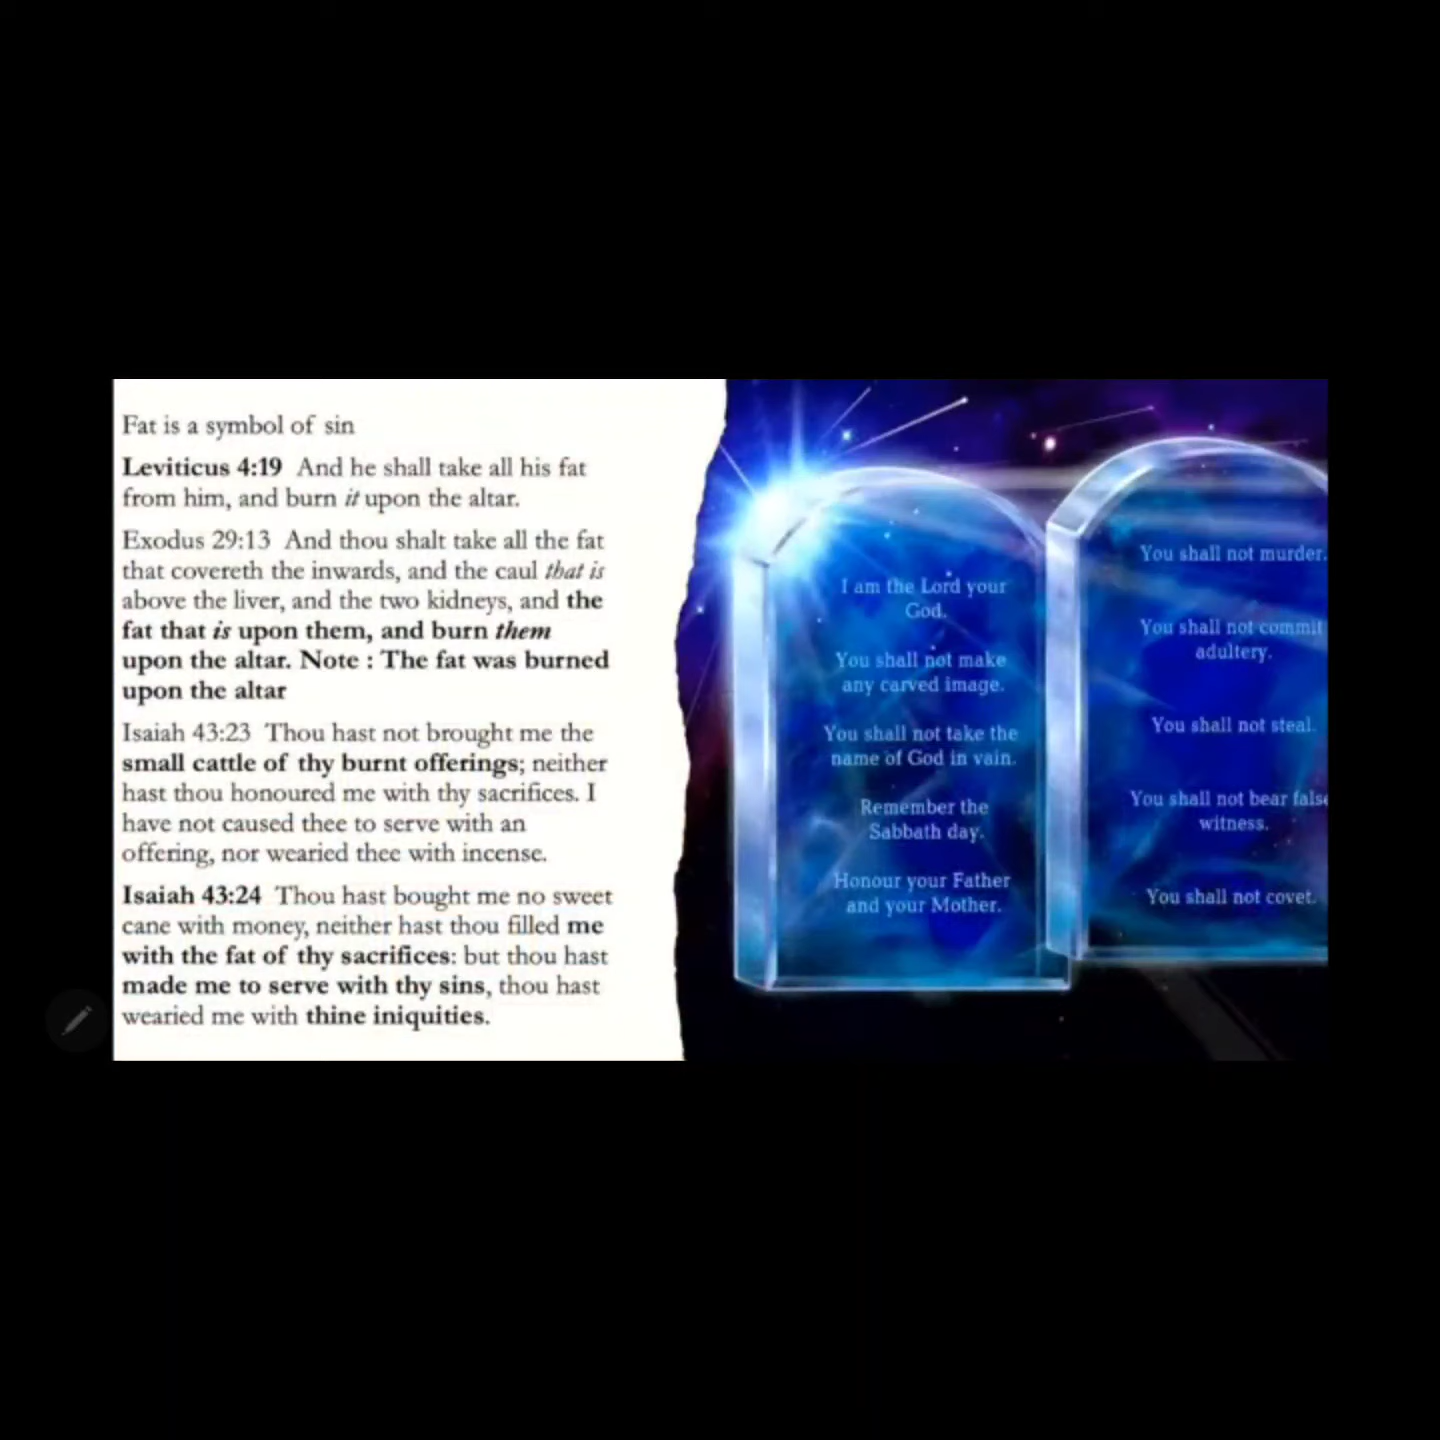 Fat is a symbol of sin
Leviticus 4:19 And he shall take all his fat
from him, and burn it upon the altar.
Exodus 29:13 And thou shalt take all the fat
that covereth the inwards, and the caul that is
above the liver, and the two kidneys, and the
fat that is upon them, and burn them
upon the altar. Note : The fat was burned
upon the altar
Isaiah 43:23 Thou hast not brought me the
small cattle of thy burnt offerings; neither
hast thou honoured me with thy sacrifices. I
have not caused thee to serve with an
offering, nor wearied thee with incense.
Isaiah 43:24 Thou hast bought me no sweet
cane with money, neither hast thou filled me
with the fat of thy sacrifices: but thou hast
made me to serve with thy sins, thou hast
wearied me with thine iniquities.
I am the Lord your
God.
You shall not make
any carved image.
You shall not take the
name of God in vain.
Remember the
Sabbath day.
Honour your Father
and your Mother.
You shall not murder.
You shall not commit
adultery.
You shall not steal.
You shall not bear false
witness.
You shall not covet.